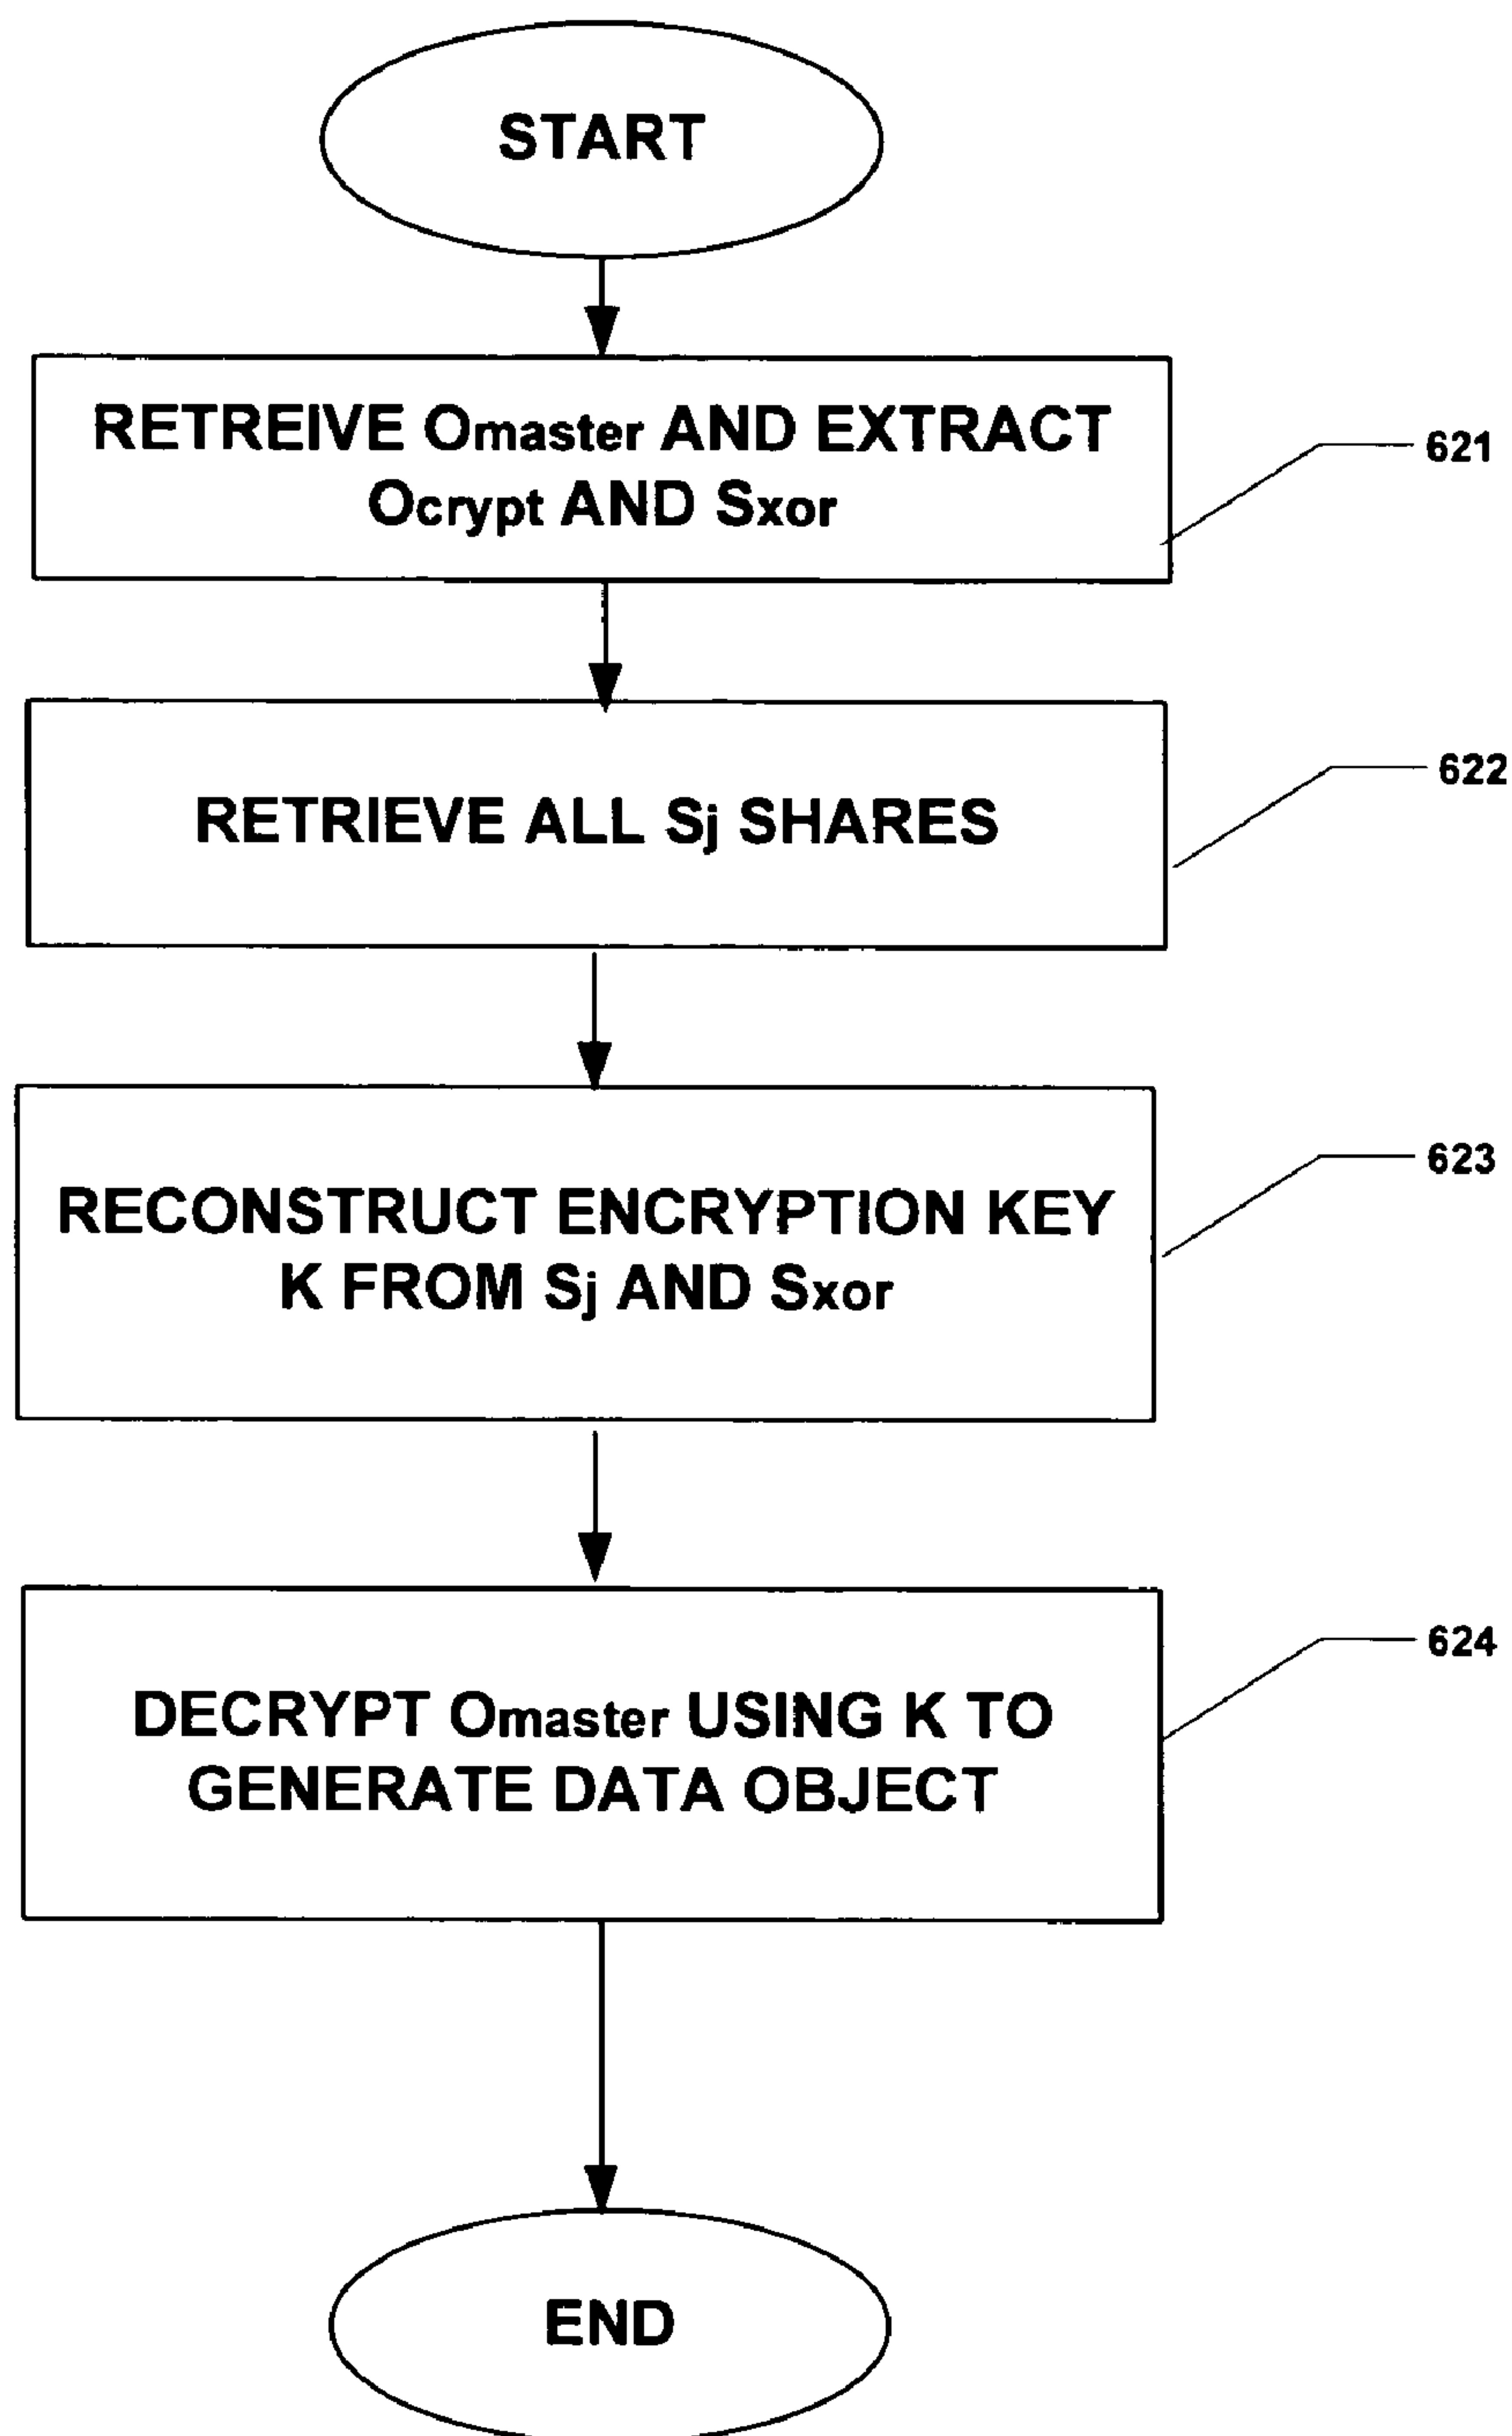 START
RETREIVE Omaster AND EXTRACT
Ocrypt AND Sxor
621
RETRIEVE ALL Sj SHARES
622
RECONSTRUCT ENCRYPTION KEY
K FROM Sj AND Sxor
623
DECRYPT Omaster USING K TO
GENERATE DATA OBJECT
624
END